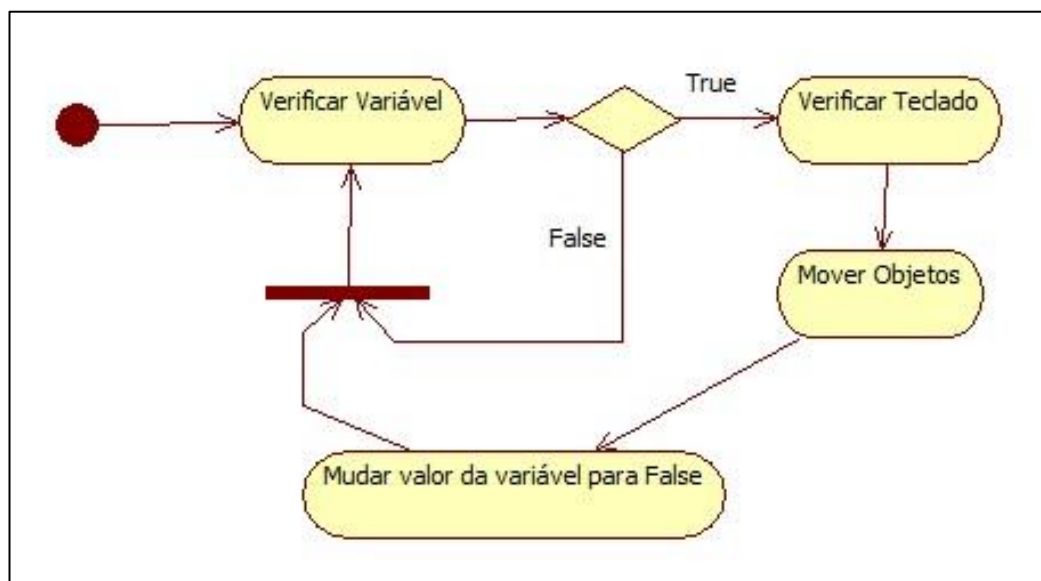 Verificar Variável
True
Verificar Teclado
False
Mover Objetos
Mudar valor da variável para False